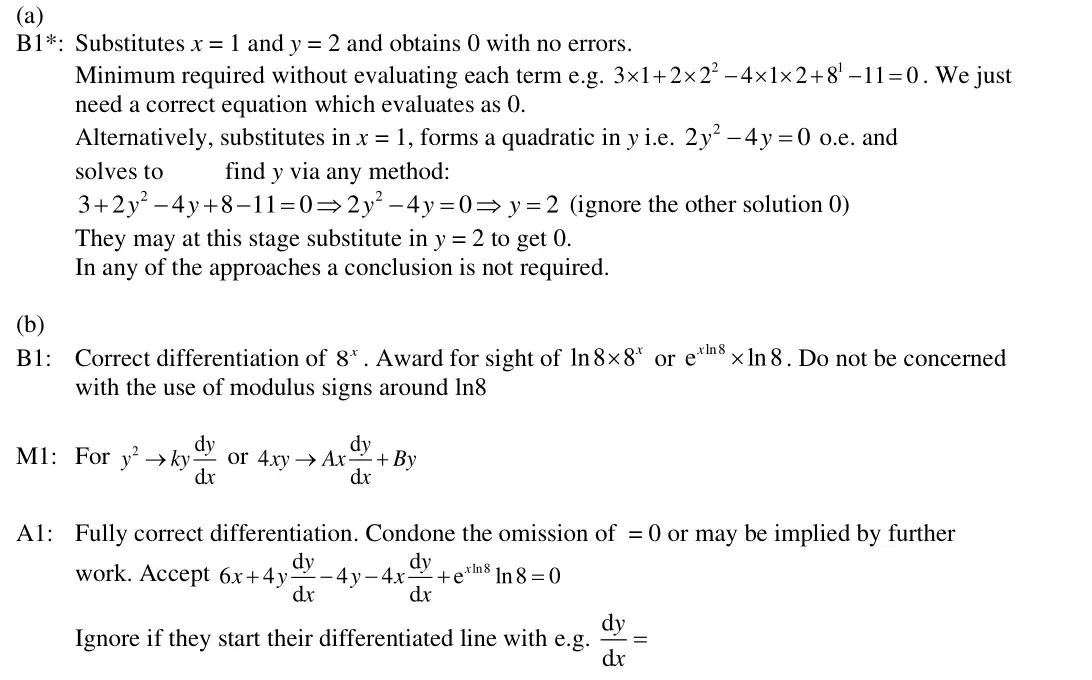 (a)
B1*: Substitutes x = 1 and y = 2 and obtains 0 with no errors.
Minimum required without evaluating each term e.g. 3×1+2×2²−4×1×2+8¹−11=0. We just
need a correct equation which evaluates as 0.
Alternatively, substitutes in x = 1, forms a quadratic in y i.e. 2y²−4y=0 o.e. and
solves to find y via any method:
3+2y²−4y+8−11=0⇒2y²−4y=0⇒y=2 (ignore the other solution 0)
They may at this stage substitute in y = 2 to get 0.
In any of the approaches a conclusion is not required.
(b)
B1: Correct differentiation of 8ˣ. Award for sight of ln8×8ˣ or e^{xln8}×ln8. Do not be concerned
with the use of modulus signs around ln8
M1: For y²→ky dy/dx or 4xy→Ax dy/dx+By
A1: Fully correct differentiation. Condone the omission of = 0 or may be implied by further
work. Accept 6x+4y dy/dx−4y−4x dy/dx+e^{xln8}ln8=0
Ignore if they start their differentiated line with e.g. dy/dx=